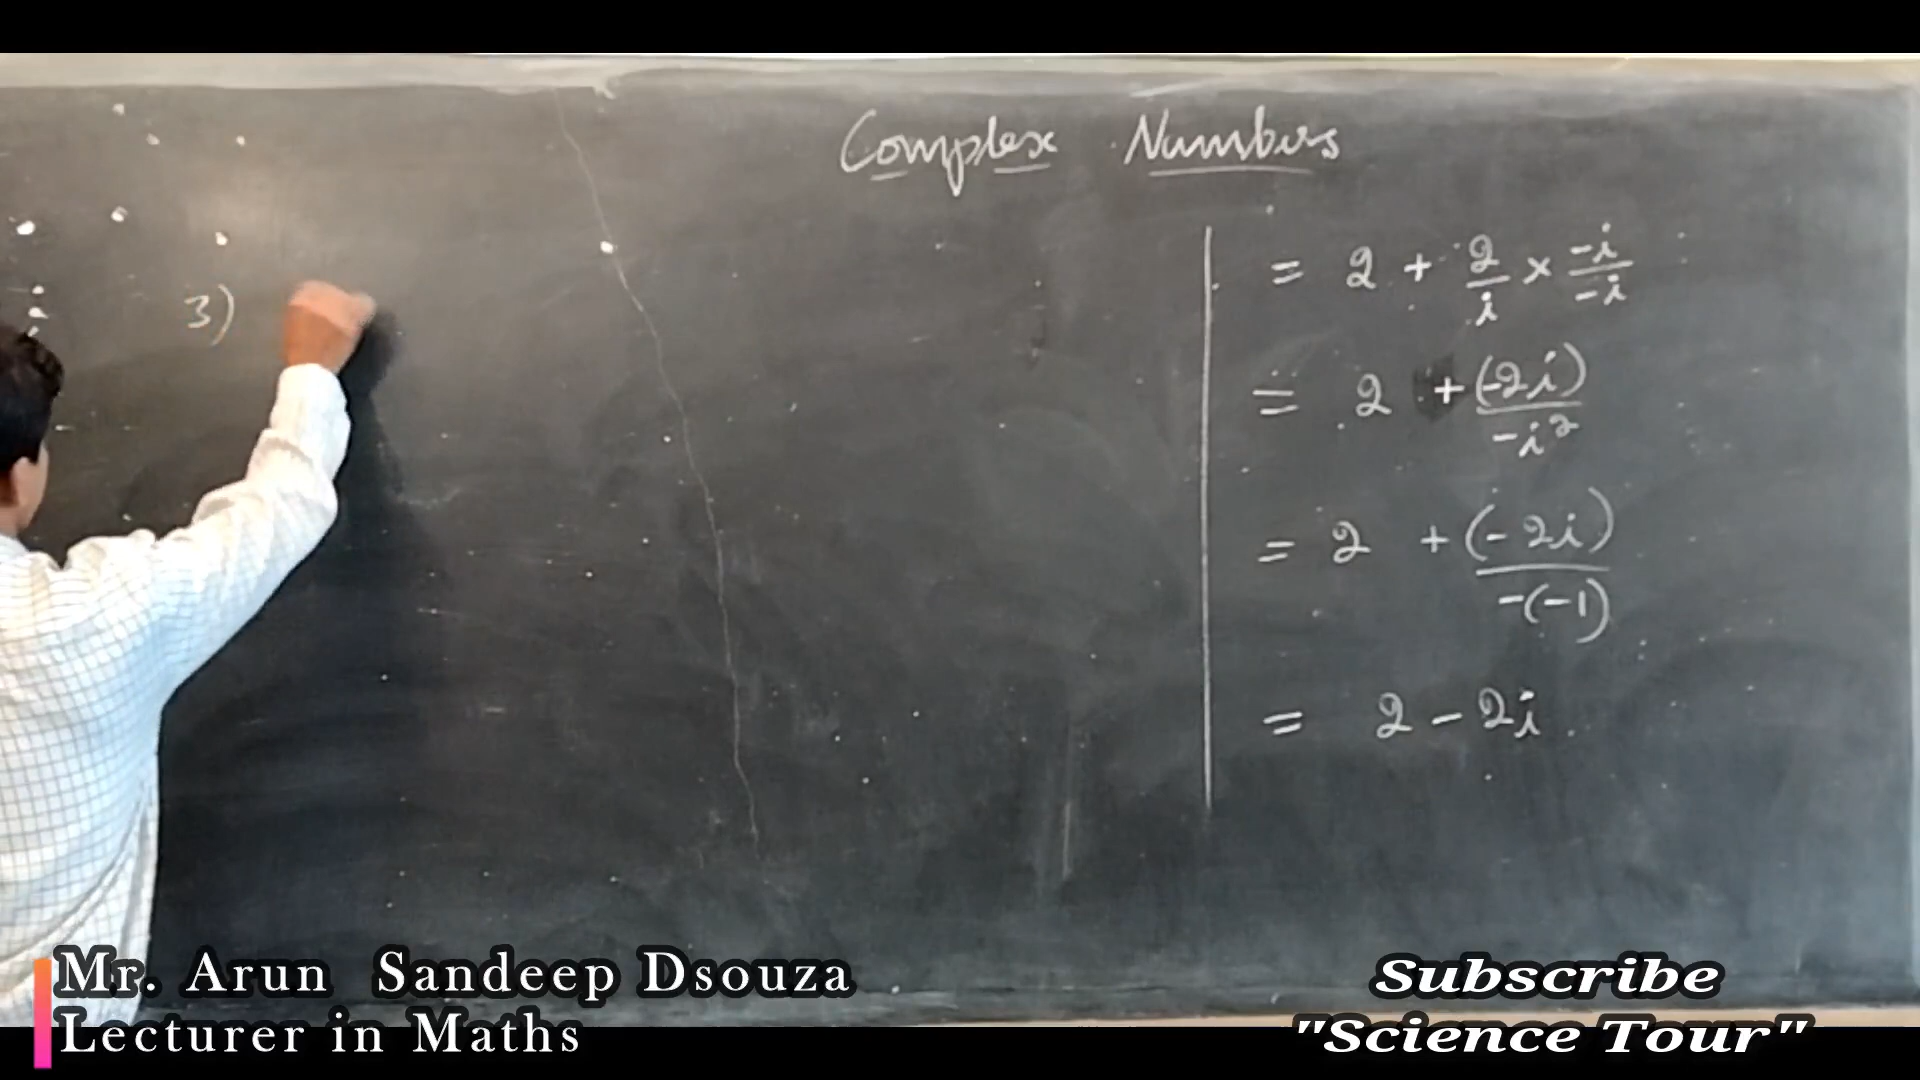 Complex Numbers
3)
= 2 + 2/i × -i/-i
= 2 + (-2i)/-i²
= 2 + (-2i)/-(-1)
= 2 - 2i
Mr. Arun Sandeep Dsouza
Lecturer in Maths
Subscribe
"Science Tour"